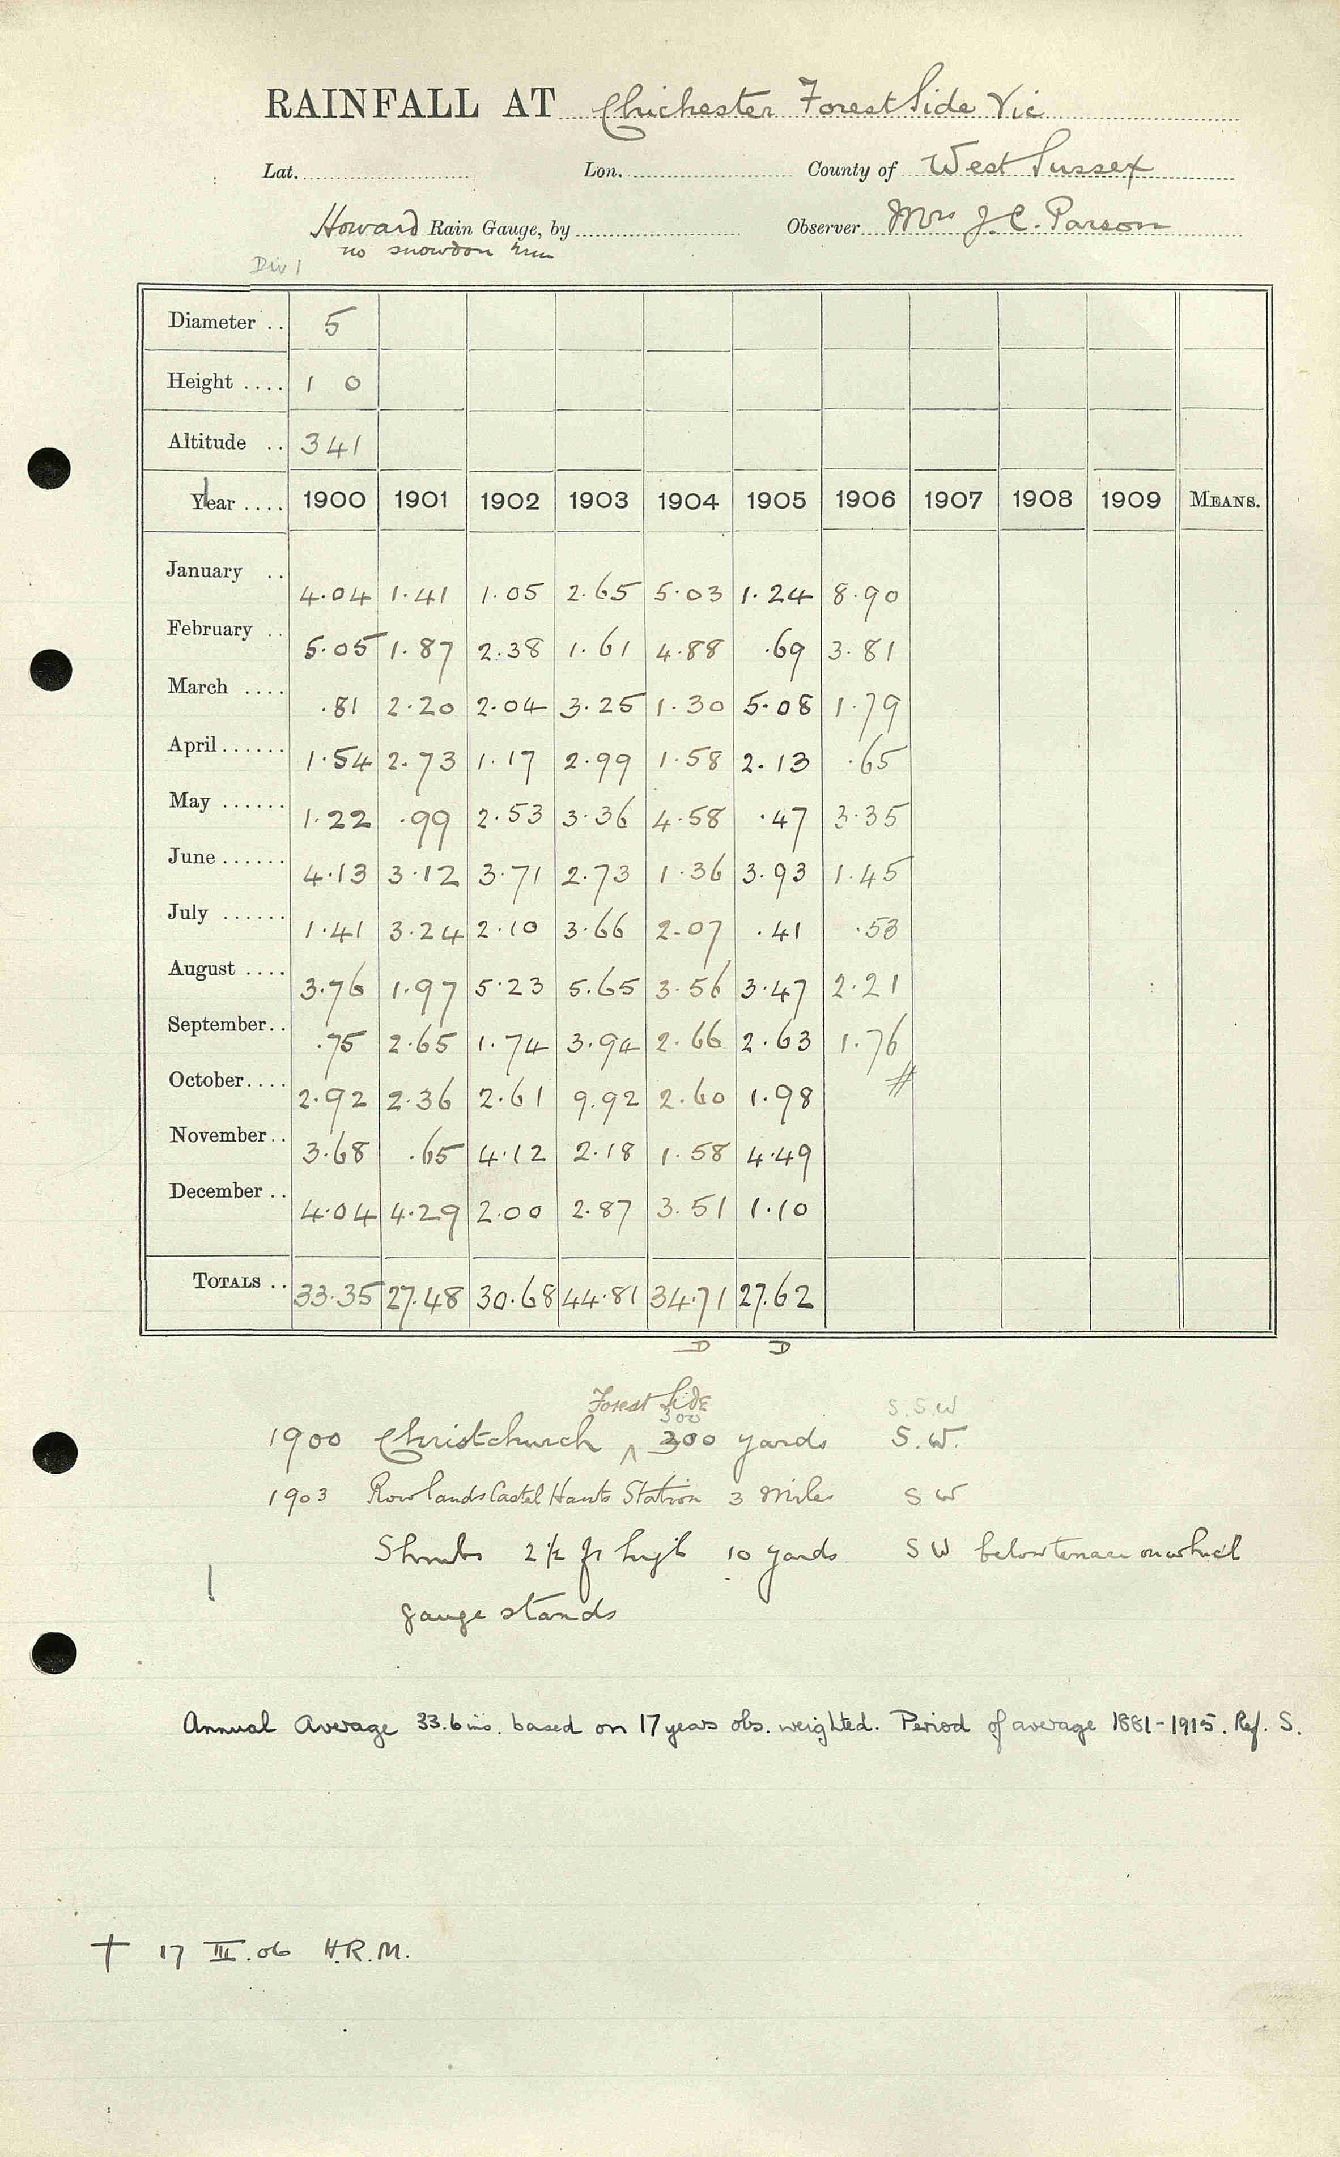 RAINFALL AT Chichester Forest Side Vic
Lat. Lon. County of West Sussex
Howard Rain Gauge, by Observer Mrs J. C. Parson
no snowdon rim
Div 1
Diameter .. 5
Height .... 1 0
Altitude .. 341
Year .... 1900 1901 1902 1903 1904 1905 1906 1907 1908 1909 MEANS.
January .. 4.04 1.41 1.05 2.65 5.03 1.24 8.90
February .. 5.05 1.87 2.38 1.61 4.88 .69 3.81
March .... .81 2.20 2.04 3.25 1.30 5.08 1.79
April...... 1.54 2.73 1.17 2.99 1.58 2.13 .65
May ...... 1.22 .99 2.53 3.36 4.58 .47 3.35
June...... 4.13 3.12 3.71 2.73 1.36 3.93 1.45
July ...... 1.41 3.24 2.10 3.66 2.07 .41 .53
August .... 3.76 1.97 5.23 5.65 3.56 3.47 2.21
September.. .75 2.65 1.74 3.94 2.66 2.63 1.76
October.... 2.92 2.36 2.61 9.92 2.60 1.98 #
November.. 3.68 .65 4.12 2.18 1.58 4.49
December .. 4.04 4.29 2.00 2.87 3.51 1.10
TOTALS .. 33.35 27.48 30.68 44.81 34.71 27.62
D D
Forest Side
300 S.S.W
1900 Christchurch ^ 300 yards S.W.
1903 Rowlands Castel Hants Station 3 Miles SW
Shrubs 2 1/2 ft high 10 yards SW below terrace on which
gauge stands
Annual Average 33.6 ins. based on 17 years obs. weighted. Period of average 1881-1915. Ref. S.
† 17 III.06 H.R.M.